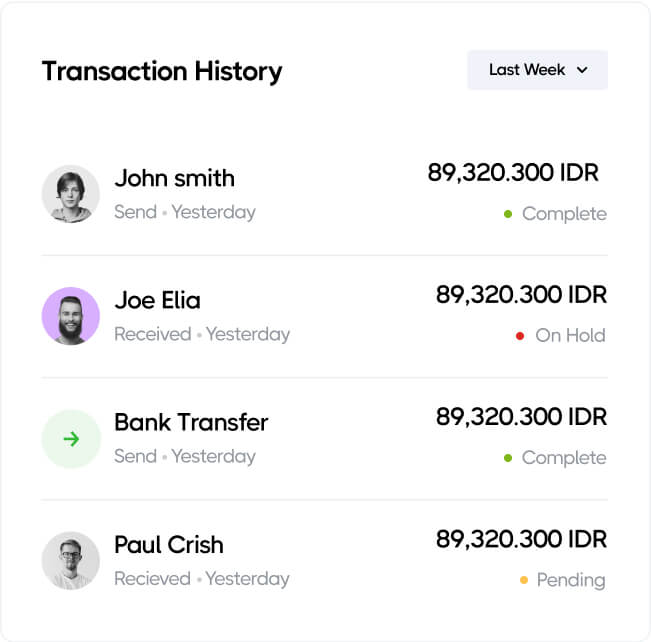 Transaction History
Last Week
John smith
89,320.300 IDR
Send • Yesterday
Complete
Joe Elia
89,320.300 IDR
Received • Yesterday
On Hold
Bank Transfer
89,320.300 IDR
Send • Yesterday
Complete
Paul Crish
89,320.300 IDR
Recieved • Yesterday
Pending